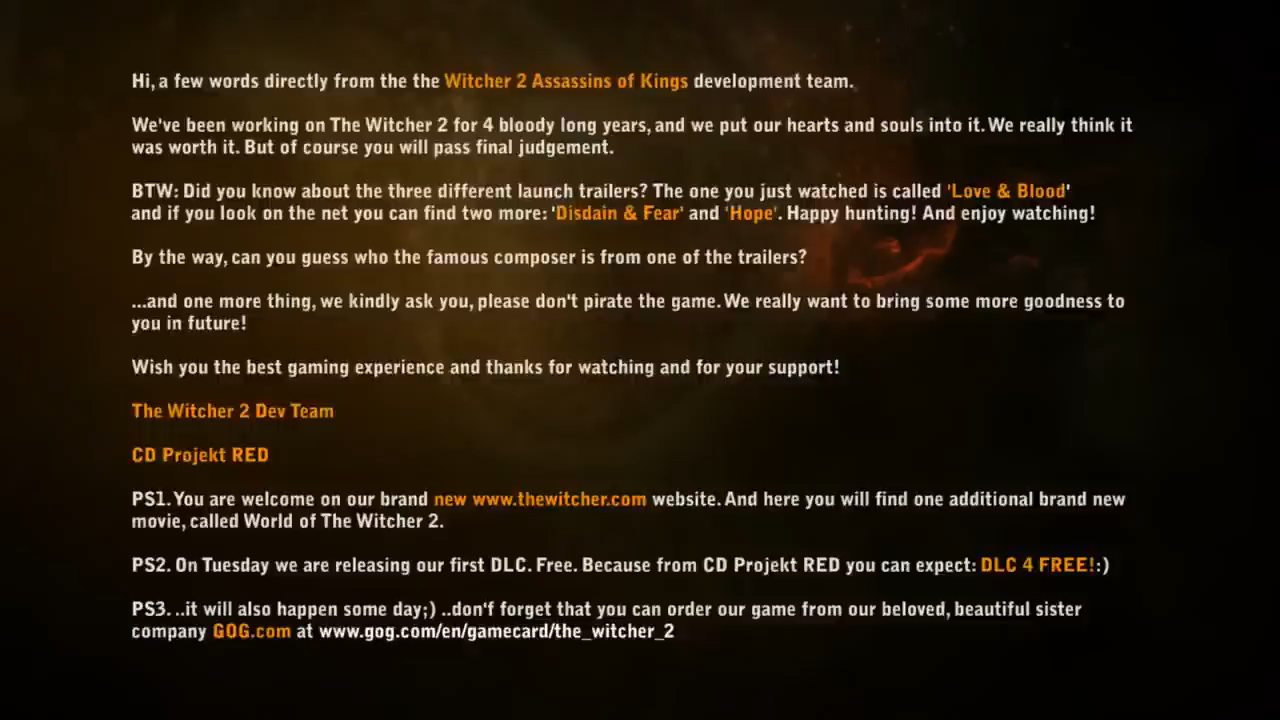 Hi, a few words directly from the the Witcher 2 Assassins of Kings development team.
We've been working on The Witcher 2 for 4 bloody long years, and we put our hearts and souls into it. We really think it
was worth it. But of course you will pass final judgement.
BTW: Did you know about the three different launch trailers? The one you just watched is called 'Love & Blood'
and if you look on the net you can find two more: 'Disdain & Fear' and 'Hope'. Happy hunting! And enjoy watching!
By the way, can you guess who the famous composer is from one of the trailers?
...and one more thing, we kindly ask you, please don't pirate the game. We really want to bring some more goodness to
you in future!
Wish you the best gaming experience and thanks for watching and for your support!
The Witcher 2 Dev Team
CD Projekt RED
PS1. You are welcome on our brand new www.thewitcher.com website. And here you will find one additional brand new
movie, called World of The Witcher 2.
PS2. On Tuesday we are releasing our first DLC. Free. Because from CD Projekt RED you can expect: DLC 4 FREE!:)
PS3. ..it will also happen some day;) ..don'f forget that you can order our game from our beloved, beautiful sister
company GOG.com at www.gog.com/en/gamecard/the_witcher_2